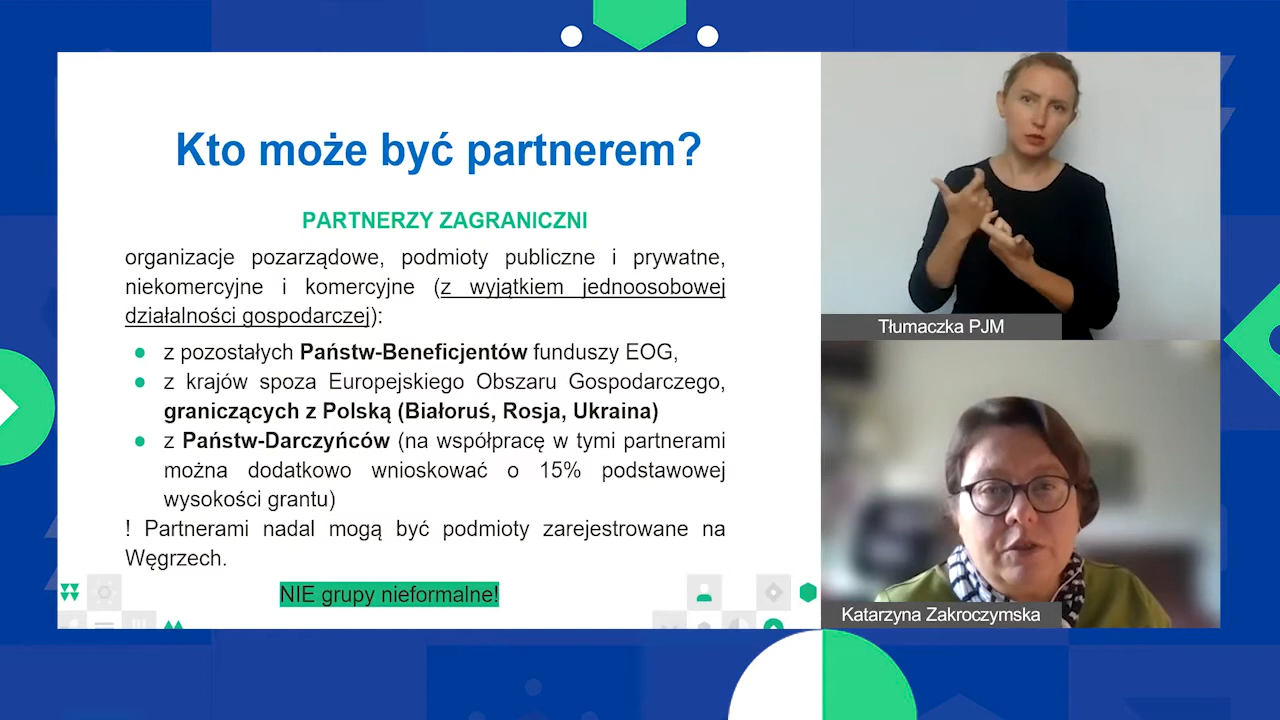 Kto może być partnerem?
PARTNERZY ZAGRANICZNI
organizacje pozarządowe, podmioty publiczne i prywatne,
niekomercyjne i komercyjne (z wyjątkiem jednoosobowej
działalności gospodarczej):
● z pozostałych Państw-Beneficjentów funduszy EOG,
● z krajów spoza Europejskiego Obszaru Gospodarczego,
graniczących z Polską (Białoruś, Rosja, Ukraina)
● z Państw-Darczyńców (na współpracę w tymi partnerami
można dodatkowo wnioskować o 15% podstawowej
wysokości grantu)
! Partnerami nadal mogą być podmioty zarejestrowane na
Węgrzech.
NIE grupy nieformalne!
Tłumaczka PJM
Katarzyna Zakroczymska